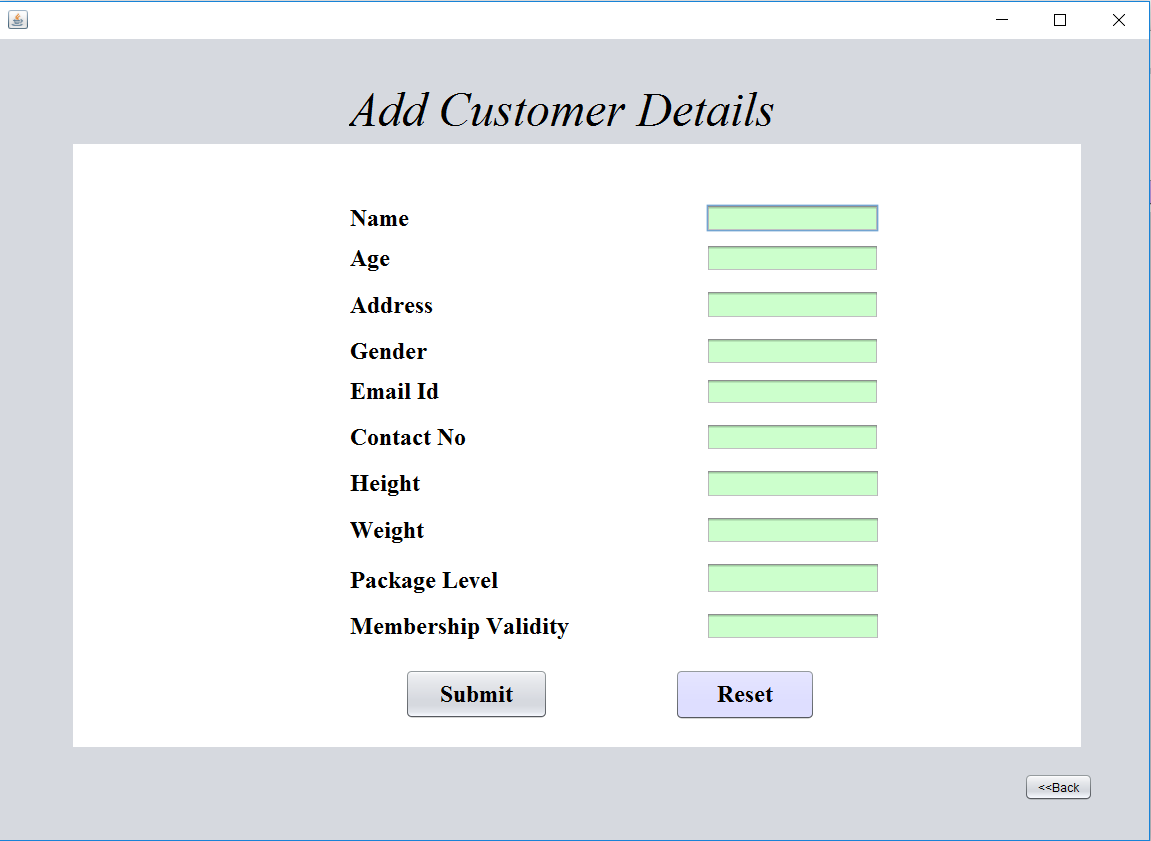 Add Customer Details
Name
Age
Address
Gender
Email Id
Contact No
Height
Weight
Package Level
Membership Validity
Submit Reset
<<Back